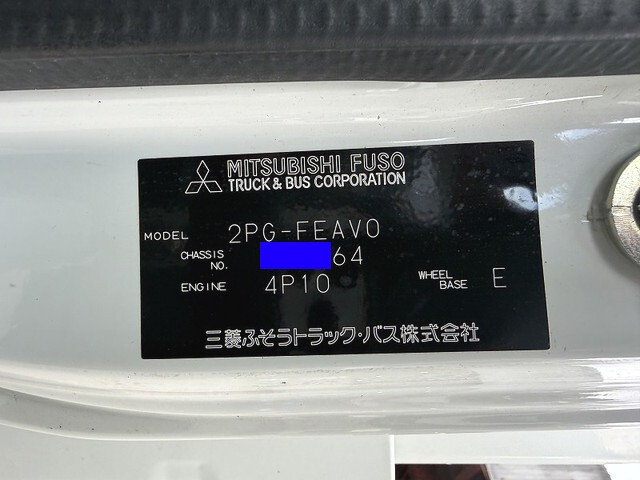 MITSUBISHI FUSO
TRUCK & BUS CORPORATION
MODEL 2PG-FEAV0
CHASSIS NO. 64
ENGINE 4P10 WHEEL BASE E
三菱ふそうトラック・バス株式会社